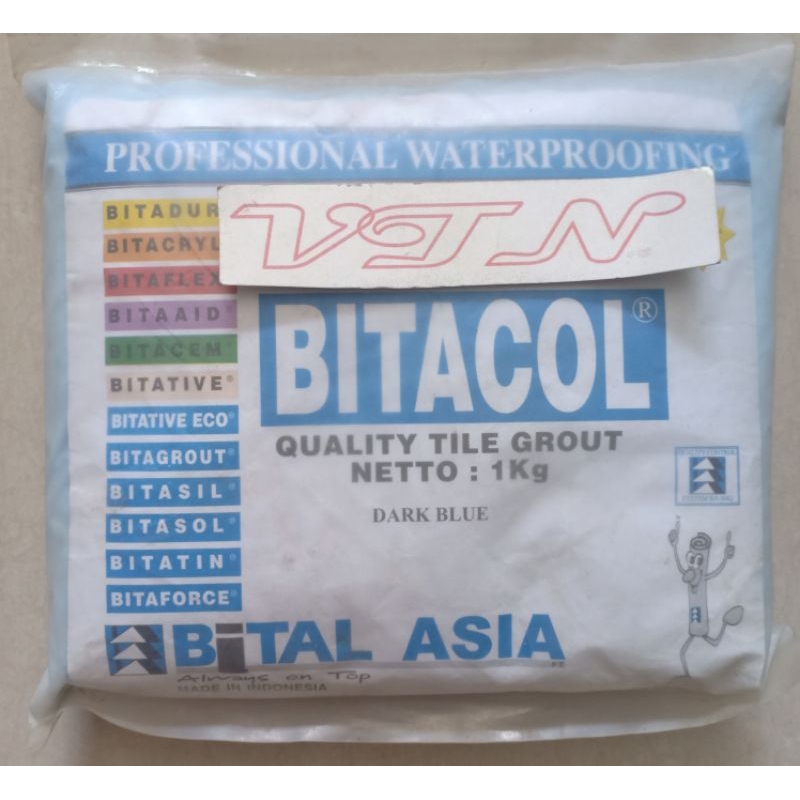 PROFESSIONAL WATERPROOFING
VTN
BITADUR
BITACRYL
BITAFLEX
BITAAID®
BITACEM®
BITATIVE®
BITATIVE ECO®
BITAGROUT®
BITASIL®
BITASOL®
BITATIN®
BITAFORCE®
BITACOL®
QUALITY TILE GROUT
NETTO : 1Kg
DARK BLUE
BiTAL ASIA
Always on Top
MADE IN INDONESIA